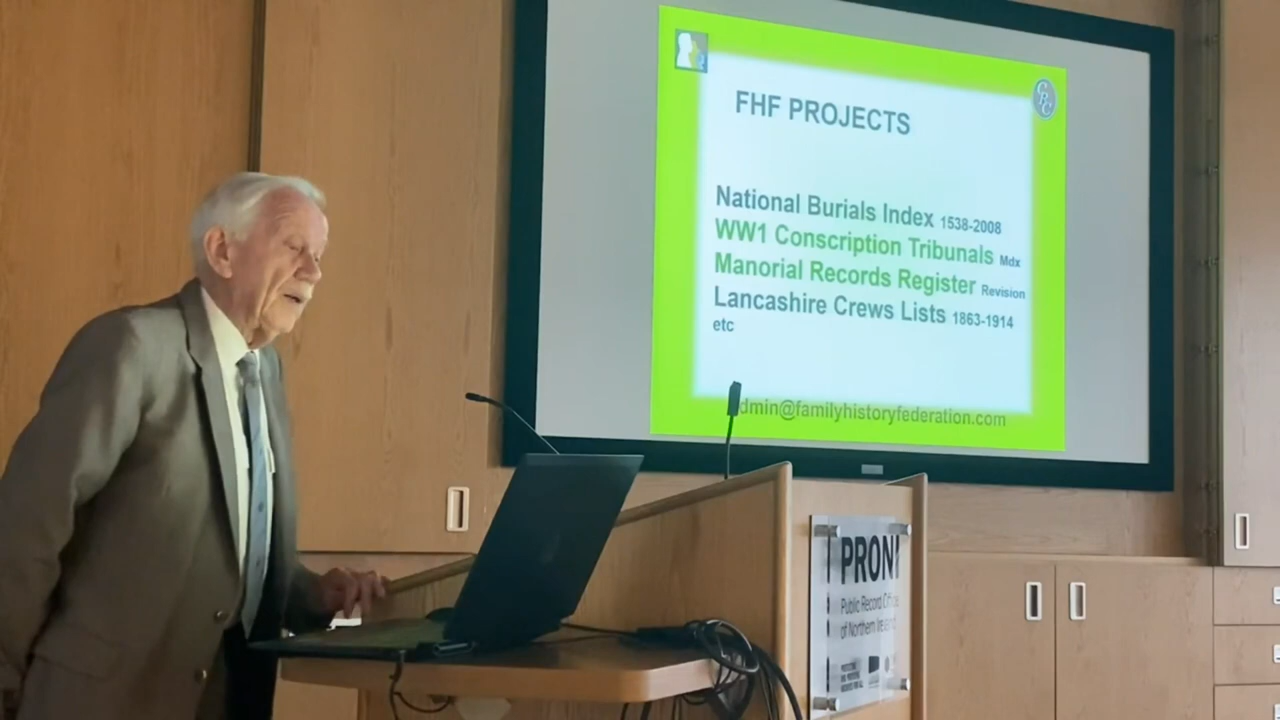 FHF PROJECTS
National Burials Index 1538-2008
WW1 Conscription Tribunals Mdx
Manorial Records Register Revision
Lancashire Crews Lists 1863-1914
etc
dmin@familyhistoryfederation.com
PRONI
Public Record Office
of Northern Ireland